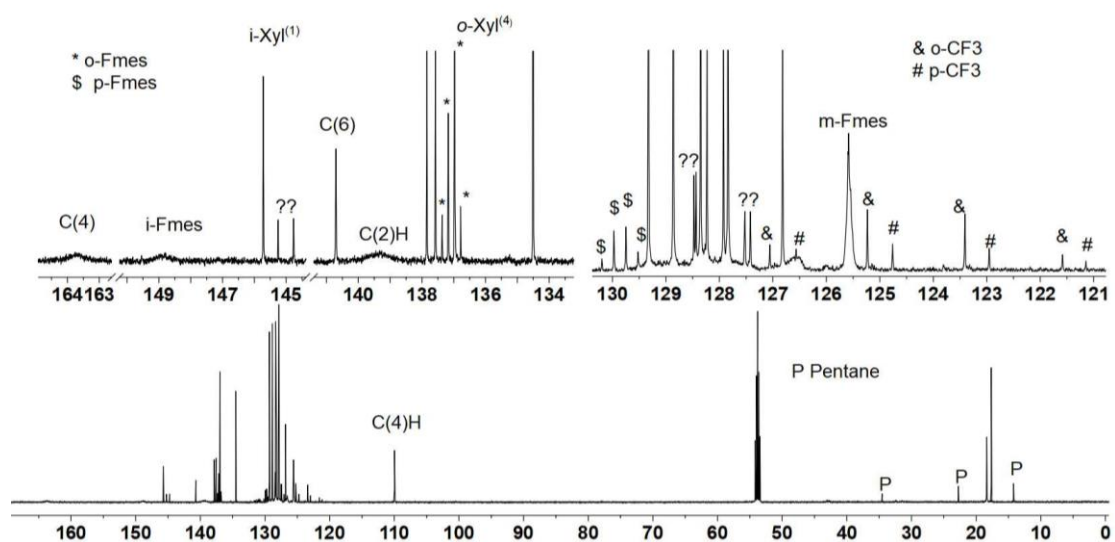 * o-Fmes
$ p-Fmes
i-Xyl(1)
o-Xyl(4)
*
*
*
*
C(4)
i-Fmes
??
C(6)
C(2)H
164 163 149 147 145 140 138 136 134
& o-CF3
# p-CF3
m-Fmes
$ $ $ $ ?? ?? & # & # & # & #
130 129 128 127 126 125 124 123 122 121
P Pentane
C(4)H
P P P
160 150 140 130 120 110 100 90 80 70 60 50 40 30 20 10 0